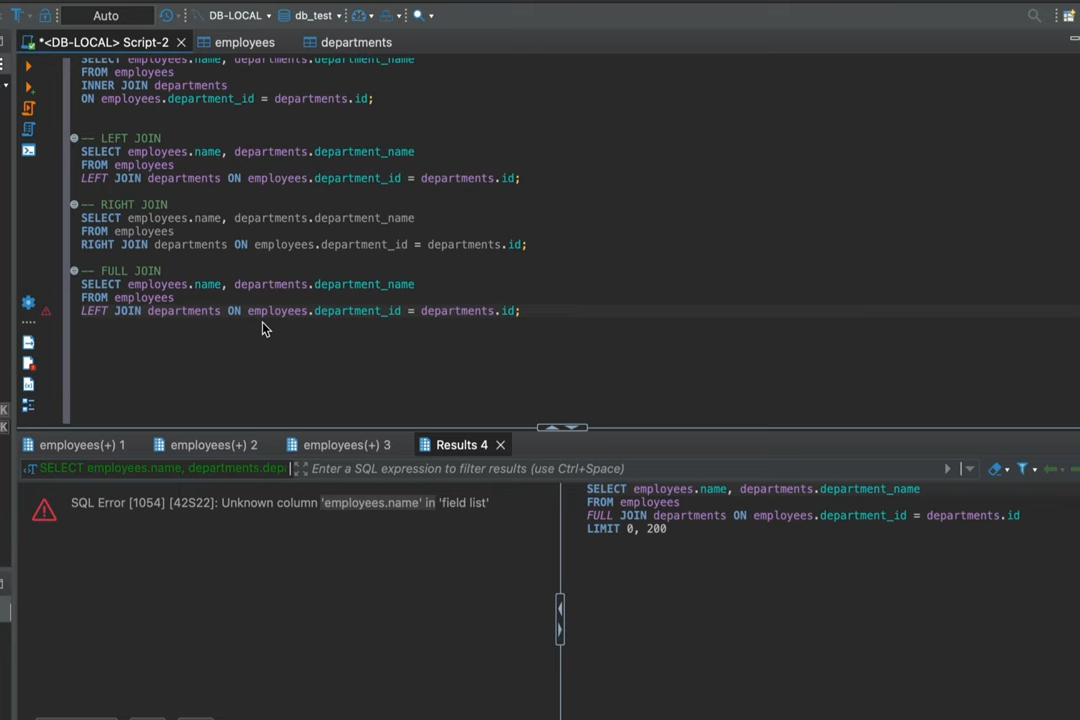 Auto
DB-LOCAL
db_test
*<DB-LOCAL> Script-2
employees
departments
SELECT employees.name, departments.department_name
FROM employees
INNER JOIN departments
ON employees.department_id = departments.id;
-- LEFT JOIN
SELECT employees.name, departments.department_name
FROM employees
LEFT JOIN departments ON employees.department_id = departments.id;
-- RIGHT JOIN
SELECT employees.name, departments.department_name
FROM employees
RIGHT JOIN departments ON employees.department_id = departments.id;
-- FULL JOIN
SELECT employees.name, departments.department_name
FROM employees
LEFT JOIN departments ON employees.department_id = departments.id;
K
K
employees(+) 1
employees(+) 2
employees(+) 3
Results 4
SELECT employees.name, departments.depa
Enter a SQL expression to filter results (use Ctrl+Space)
SQL Error [1054] [42S22]: Unknown column 'employees.name' in 'field list'
SELECT employees.name, departments.department_name
FROM employees
FULL JOIN departments ON employees.department_id = departments.id
LIMIT 0, 200